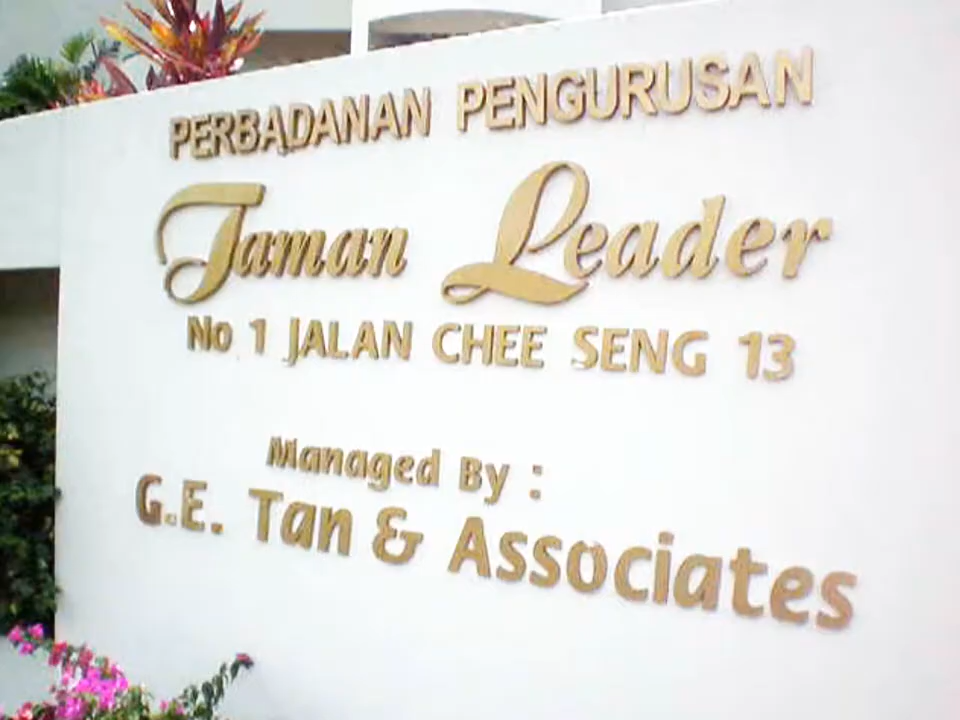 PERBADANAN PENGURUSAN
Taman Leader
No 1 JALAN CHEE SENG 13
Managed By :
G.E. Tan & Associates